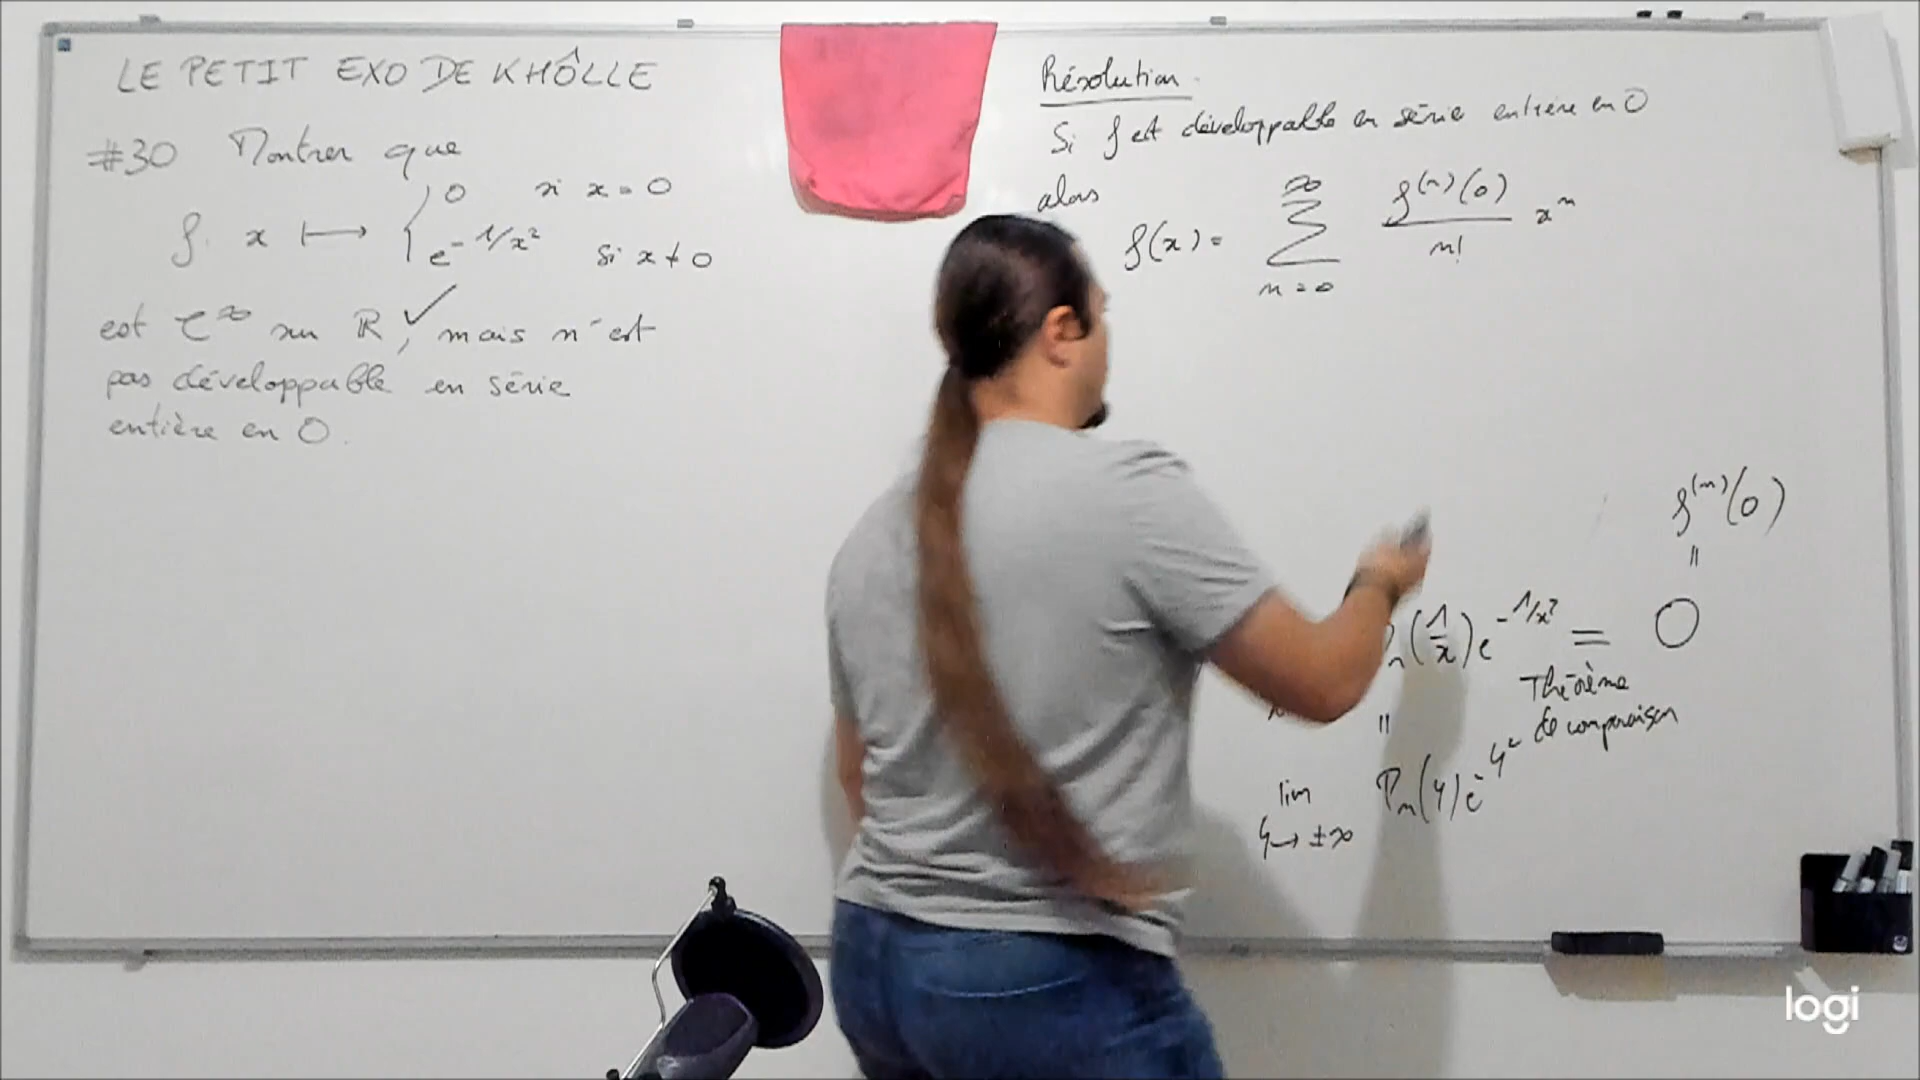 LE PETIT EXO DE KHÔLLE
#30 Montrer que
f: x ⟼ { 0 si x = 0
e^{-1/x²} si x ≠ 0
est C^∞ sur ℝ ✓, mais n'est
pas développable en série
entière en 0.
Résolution.
Si f est développable en série entière en 0
alors
f(x) = ∑_{n=0}^{∞} f^{(n)}(0)/n! x^n
f^{(n)}(0)
=
(1/x) e^{-1/x²} = 0
Théorème
de comparaison
=
lim_{y → ±∞} P_n(y) e^{-y²}
logi